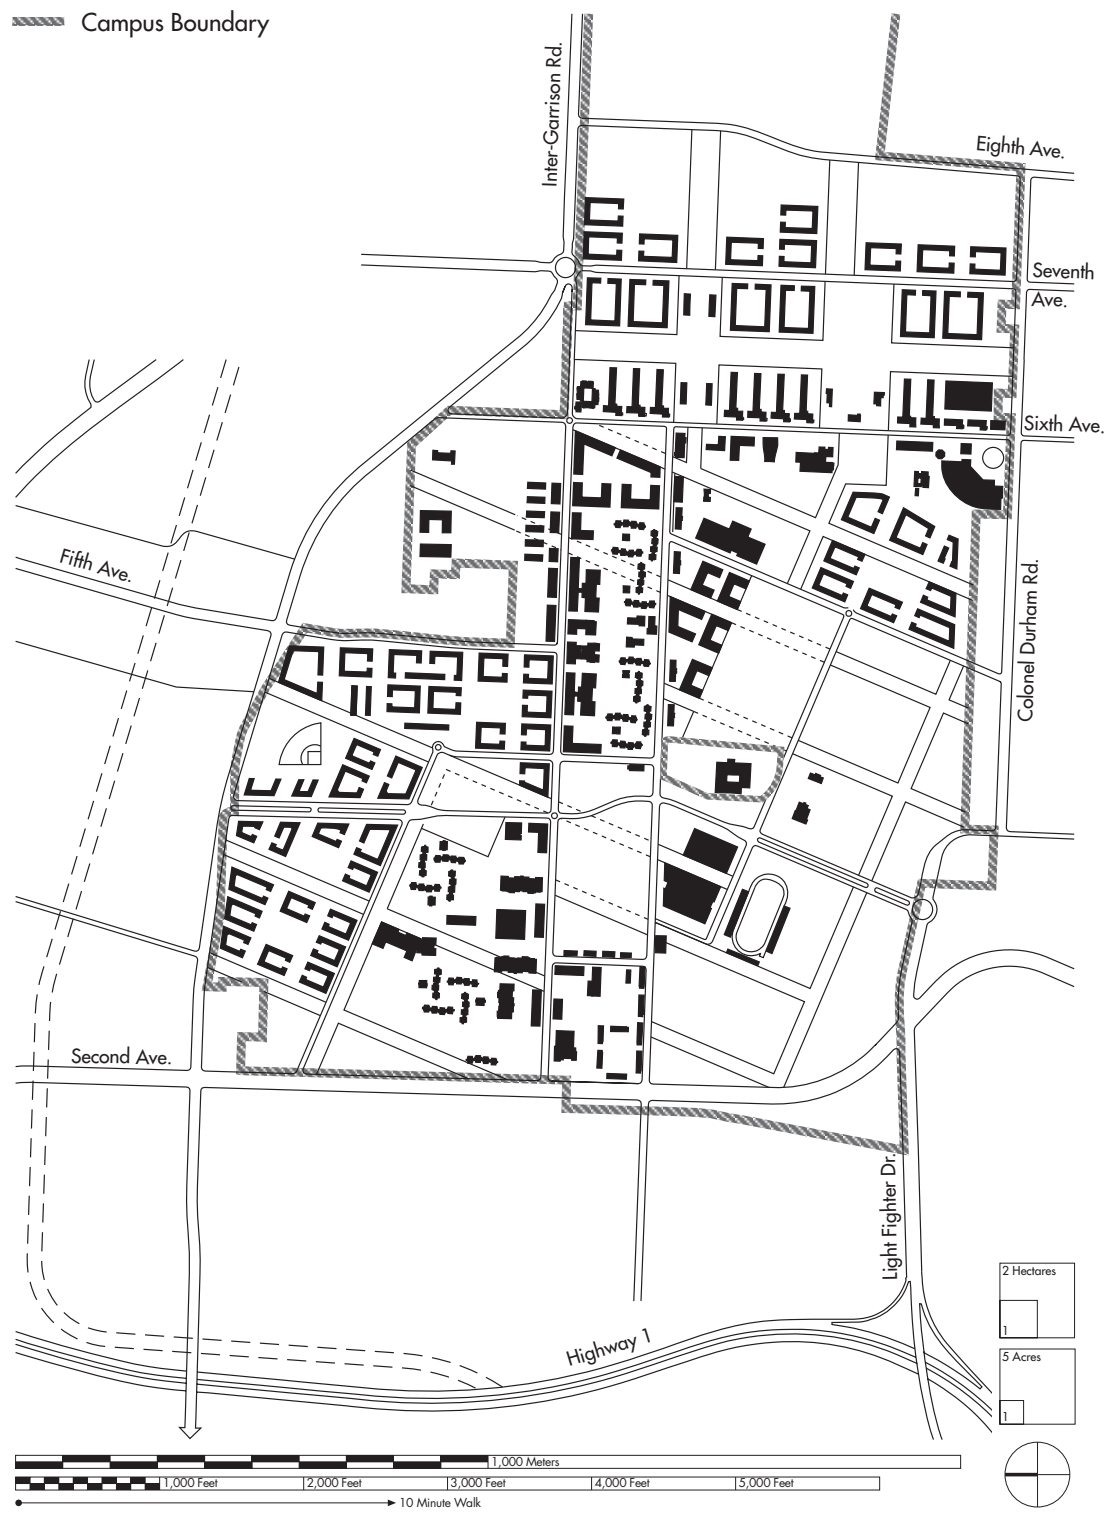 Campus Boundary
Inter-Garrison Rd.
Eighth Ave.
Seventh
Ave.
Sixth Ave.
Fifth Ave.
Colonel Durham Rd.
Second Ave.
Light Fighter Dr.
Highway 1
2 Hectares
1
5 Acres
1
1,000 Meters
1,000 Feet
2,000 Feet
3,000 Feet
4,000 Feet
5,000 Feet
10 Minute Walk